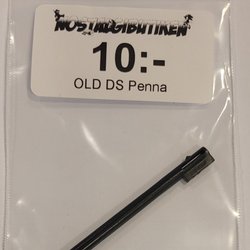 NOSTALGIBUTIKEN
10:-
OLD DS Penna